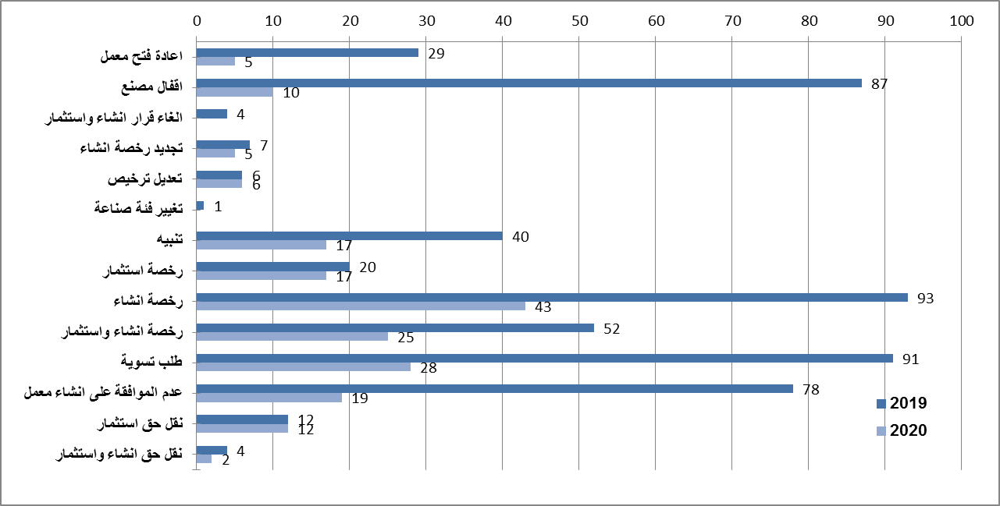 0 10 20 30 40 50 60 70 80 90 100
اعادة فتح معمل 29
5
اقفال مصنع 87
10
الغاء قرار انشاء واستثمار 4
تجديد رخصة انشاء 7
5
تعديل ترخيص 6
6
تغيير فئة صناعة 1
تنبيه 40
17
رخصة استثمار 20
17
رخصة انشاء 93
43
رخصة انشاء واستثمار 52
25
طلب تسوية 91
28
عدم الموافقة على انشاء معمل 78
19
نقل حق استثمار 12
12
نقل حق انشاء واستثمار 4
2
2019
2020